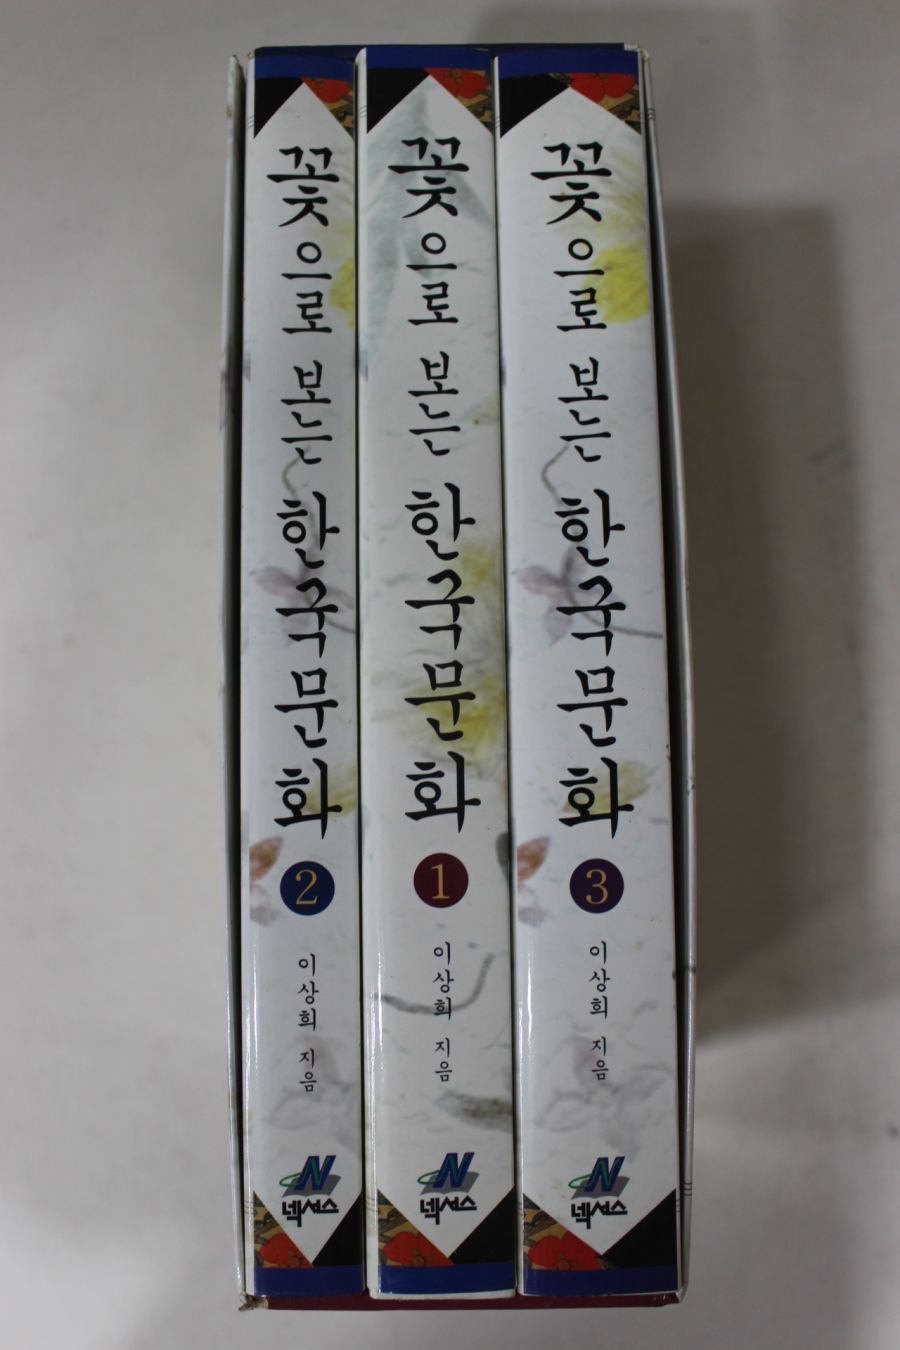 꽃으로 보는 한국문화
2
이상희 지음
넥서스
꽃으로 보는 한국문화
1
이상희 지음
넥서스
꽃으로 보는 한국문화
3
이상희 지음
넥서스